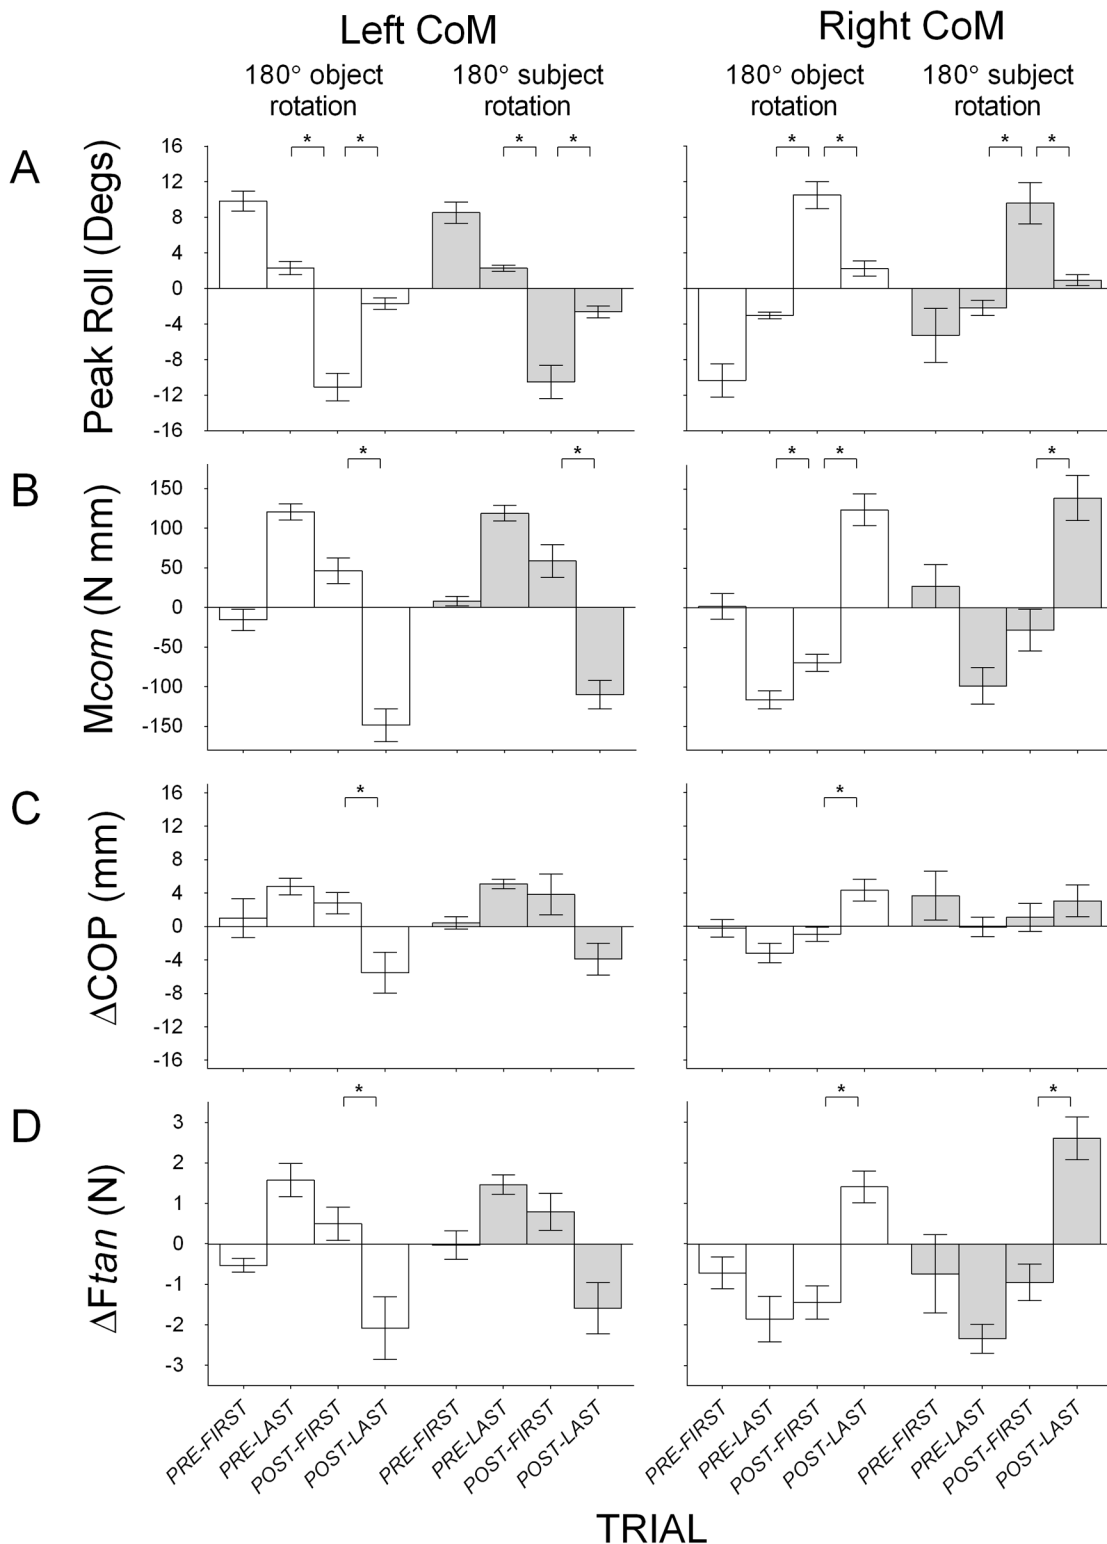 Left CoM
Right CoM
180° object rotation
180° subject rotation
180° object rotation
180° subject rotation
A
Peak Roll (Degs)
16
12
8
4
0
-4
-8
-12
-16
* * * * * * * *
B
Mcom (N mm)
150
100
50
0
-50
-100
-150
* * * * *
C
ΔCOP (mm)
16
12
8
4
0
-4
-8
-12
-16
* *
D
ΔFtan (N)
3
2
1
0
-1
-2
-3
* * *
PRE-FIRST
PRE-LAST
POST-FIRST
POST-LAST
PRE-FIRST
PRE-LAST
POST-FIRST
POST-LAST
PRE-FIRST
PRE-LAST
POST-FIRST
POST-LAST
PRE-FIRST
PRE-LAST
POST-FIRST
POST-LAST
TRIAL